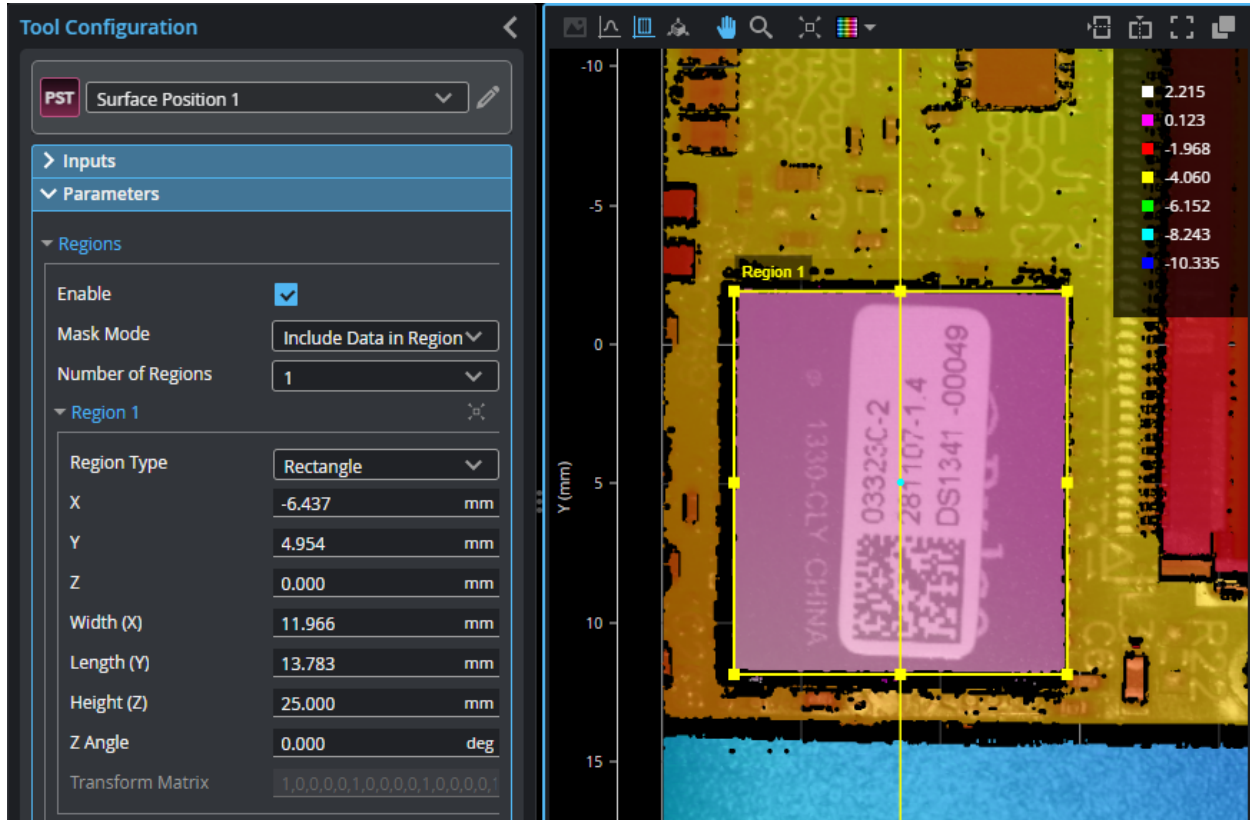 Tool Configuration
PST
Surface Position 1
Inputs
Parameters
Regions
Enable
Mask Mode
Include Data in Region
Number of Regions
1
Region 1
Region Type
Rectangle
X
-6.437 mm
Y
4.954 mm
Z
0.000 mm
Width (X)
11.966 mm
Length (Y)
13.783 mm
Height (Z)
25.000 mm
Z Angle
0.000 deg
Transform Matrix
1,0,0,0,0,1,0,0,0,0,1,0,0,0,0,1
-10
-5
0
5
10
15
Y (mm)
2.215
0.123
-1.968
-4.060
-6.152
-8.243
-10.335
Region 1
1330-CLY CHINA
03323C-2
281107-1.4
DS1341 -00049
U18
C13
R23